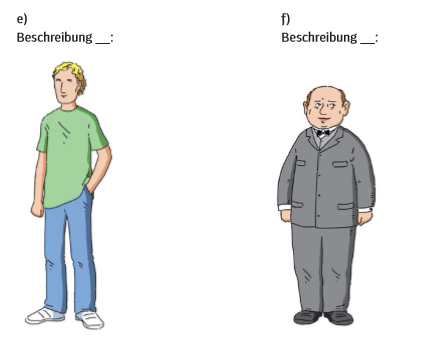 e)
Beschreibung __:
f)
Beschreibung __: